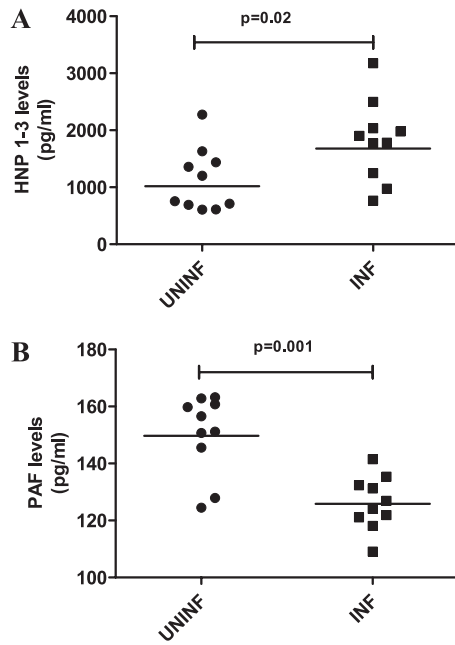 A
p=0.02
HNP 1-3 levels
(pg/ml)
4000
3000
2000
1000
0
UNINF
INF
B
p=0.001
PAF levels
(pg/ml)
180
160
140
120
100
UNINF
INF